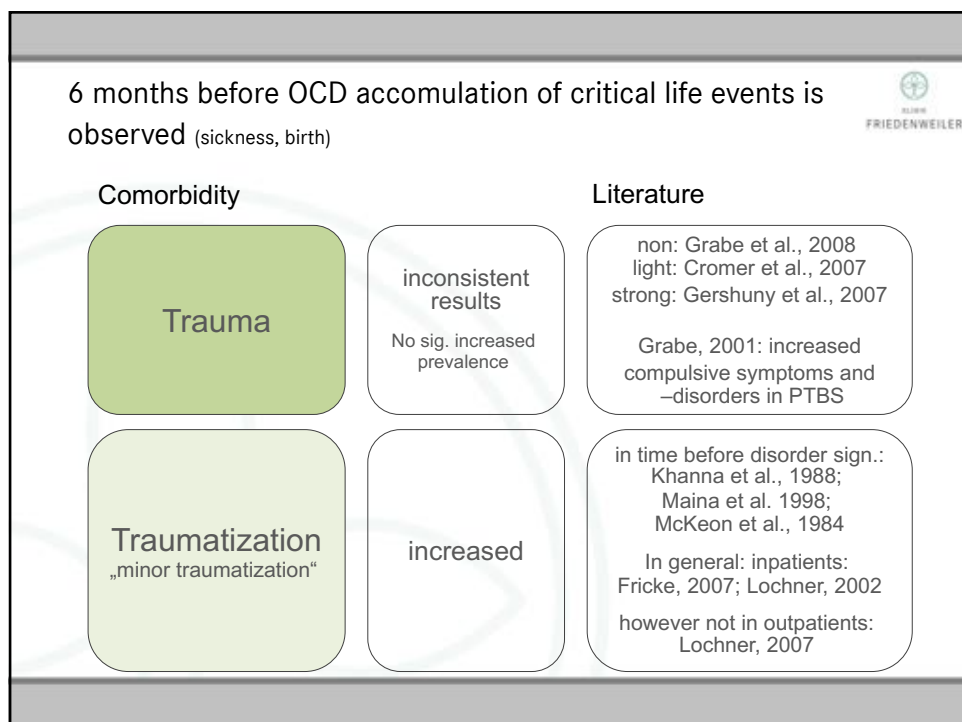 6 months before OCD accomulation of critical life events is
observed (sickness, birth)
KLINIK
FRIEDENWEILER
Comorbidity
Literature
Trauma
inconsistent
results
No sig. increased
prevalence
non: Grabe et al., 2008
light: Cromer et al., 2007
strong: Gershuny et al., 2007
Grabe, 2001: increased
compulsive symptoms and
–disorders in PTBS
Traumatization
„minor traumatization“
increased
in time before disorder sign.:
Khanna et al., 1988;
Maina et al. 1998;
McKeon et al., 1984
In general: inpatients:
Fricke, 2007; Lochner, 2002
however not in outpatients:
Lochner, 2007